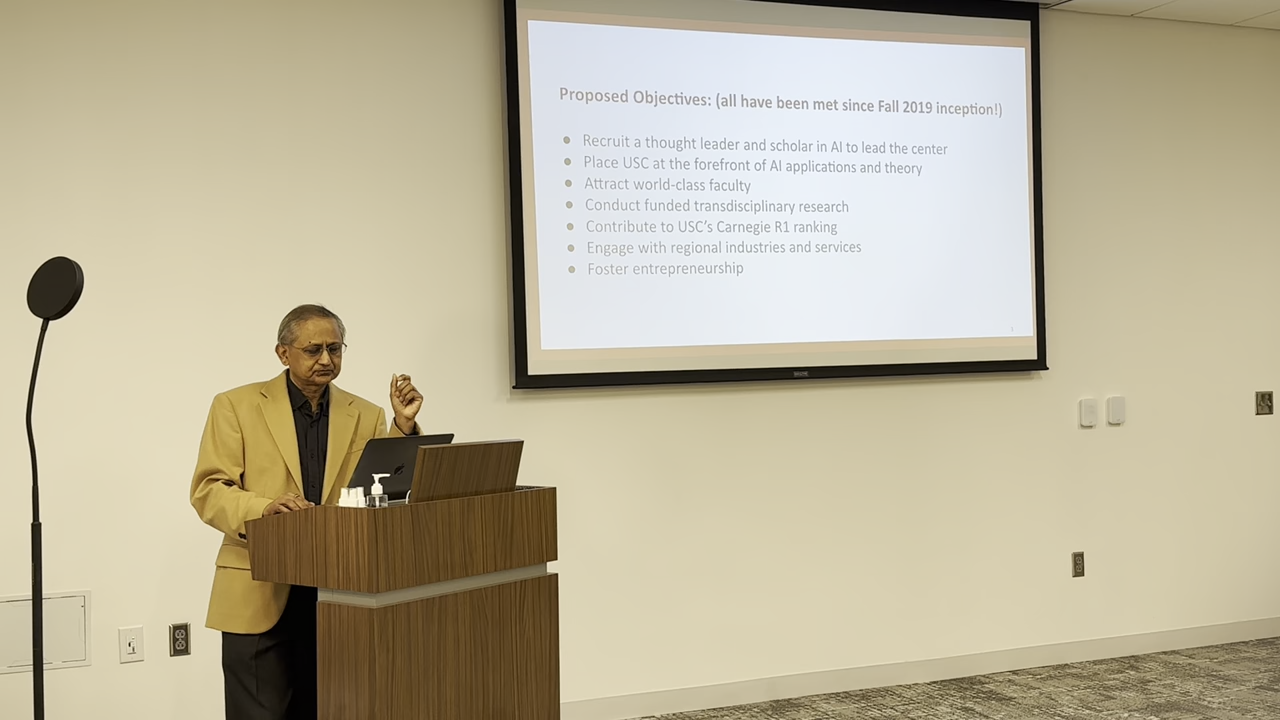 Proposed Objectives: (all have been met since Fall 2019 inception!)
● Recruit a thought leader and scholar in AI to lead the center
● Place USC at the forefront of AI applications and theory
● Attract world-class faculty
● Conduct funded transdisciplinary research
● Contribute to USC’s Carnegie R1 ranking
● Engage with regional industries and services
● Foster entrepreneurship